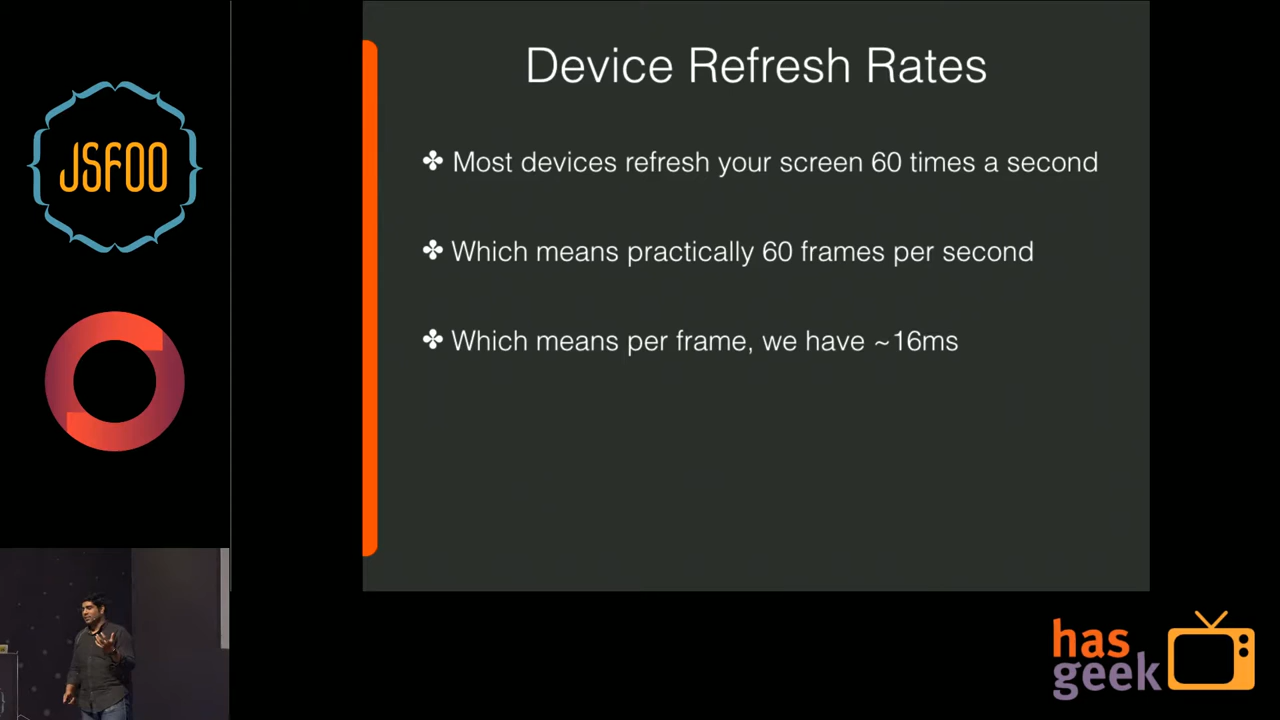 JSFOO
Device Refresh Rates
✤ Most devices refresh your screen 60 times a second
✤ Which means practically 60 frames per second
✤ Which means per frame, we have ~16ms
has
geek